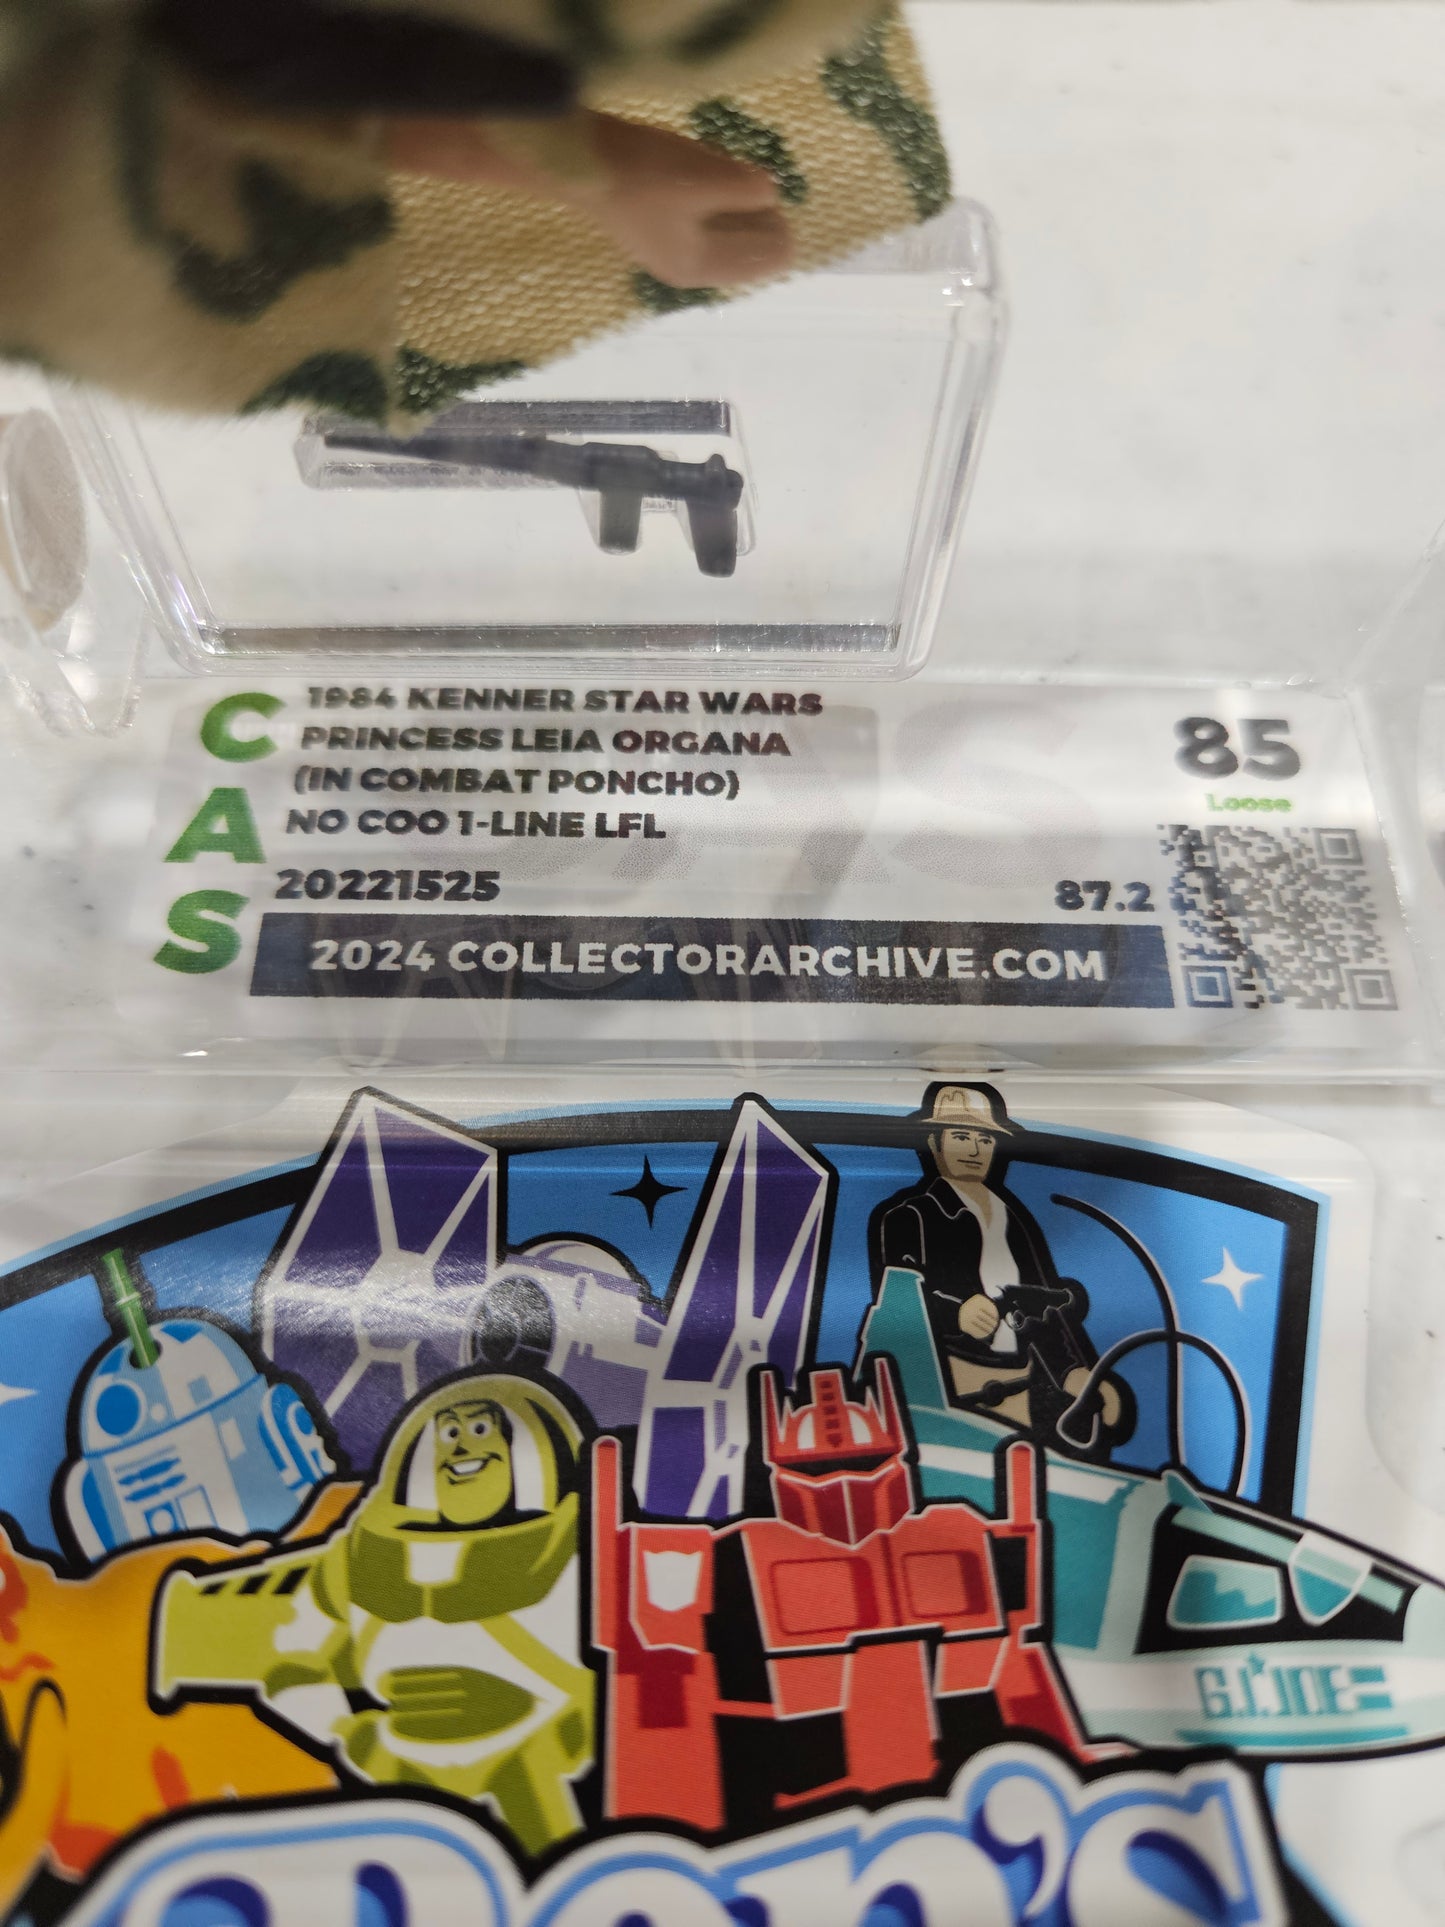 CAS
1984 KENNER STAR WARS
PRINCESS LEIA ORGANA
(IN COMBAT PONCHO)
NO COO 1-LINE LFL
20221525
85
Loose
87.2
2024 COLLECTORARCHIVE.COM
G.I.JOE